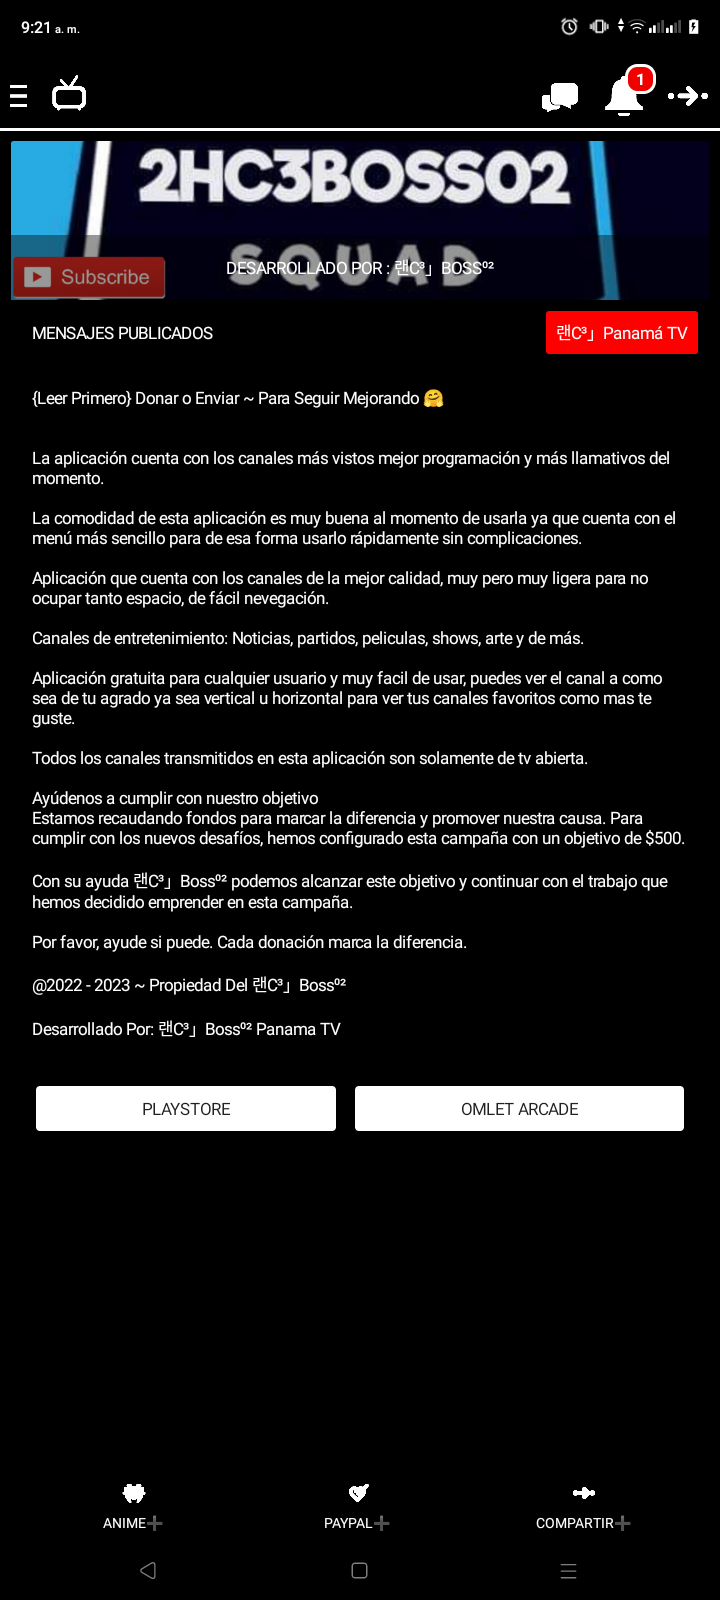 9:21 a. m.
1
2HC3BOSS02
SQUAD
Subscribe
DESARROLLADO POR : 랜C³」BOSS⁰²
MENSAJES PUBLICADOS
랜C³」Panamá TV
{Leer Primero} Donar o Enviar ~ Para Seguir Mejorando 🤗
La aplicación cuenta con los canales más vistos mejor programación y más llamativos del
momento.
La comodidad de esta aplicación es muy buena al momento de usarla ya que cuenta con el
menú más sencillo para de esa forma usarlo rápidamente sin complicaciones.
Aplicación que cuenta con los canales de la mejor calidad, muy pero muy ligera para no
ocupar tanto espacio, de fácil nevegación.
Canales de entretenimiento: Noticias, partidos, peliculas, shows, arte y de más.
Aplicación gratuita para cualquier usuario y muy facil de usar, puedes ver el canal a como
sea de tu agrado ya sea vertical u horizontal para ver tus canales favoritos como mas te
guste.
Todos los canales transmitidos en esta aplicación son solamente de tv abierta.
Ayúdenos a cumplir con nuestro objetivo
Estamos recaudando fondos para marcar la diferencia y promover nuestra causa. Para
cumplir con los nuevos desafíos, hemos configurado esta campaña con un objetivo de $500.
Con su ayuda 랜C³」Boss⁰² podemos alcanzar este objetivo y continuar con el trabajo que
hemos decidido emprender en esta campaña.
Por favor, ayude si puede. Cada donación marca la diferencia.
@2022 - 2023 ~ Propiedad Del 랜C³」Boss⁰²
Desarrollado Por: 랜C³」Boss⁰² Panama TV
PLAYSTORE
OMLET ARCADE
ANIME➕
PAYPAL➕
COMPARTIR➕